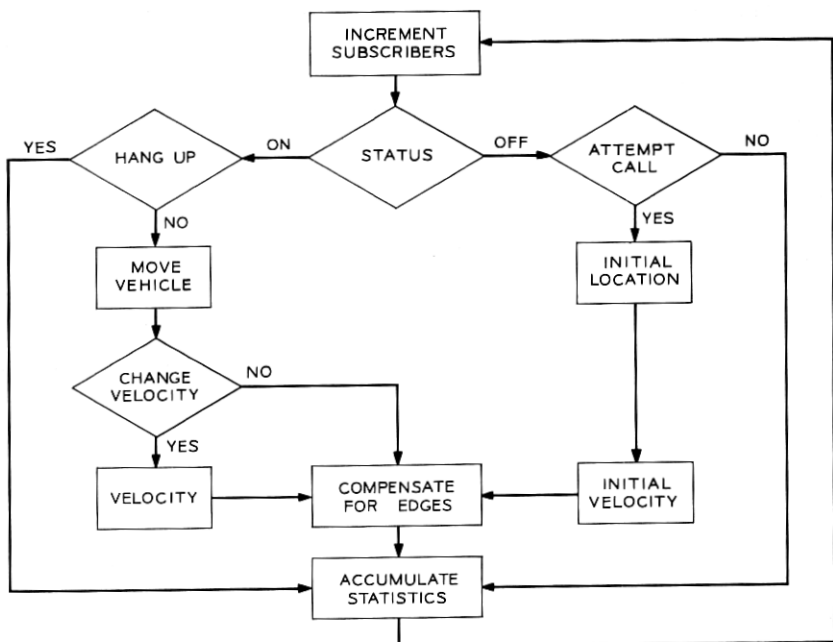 INCREMENT
SUBSCRIBERS
YES
HANG UP
ON
STATUS
OFF
ATTEMPT
CALL
NO
NO
YES
MOVE
VEHICLE
INITIAL
LOCATION
CHANGE
VELOCITY
NO
YES
VELOCITY
COMPENSATE
FOR EDGES
INITIAL
VELOCITY
ACCUMULATE
STATISTICS